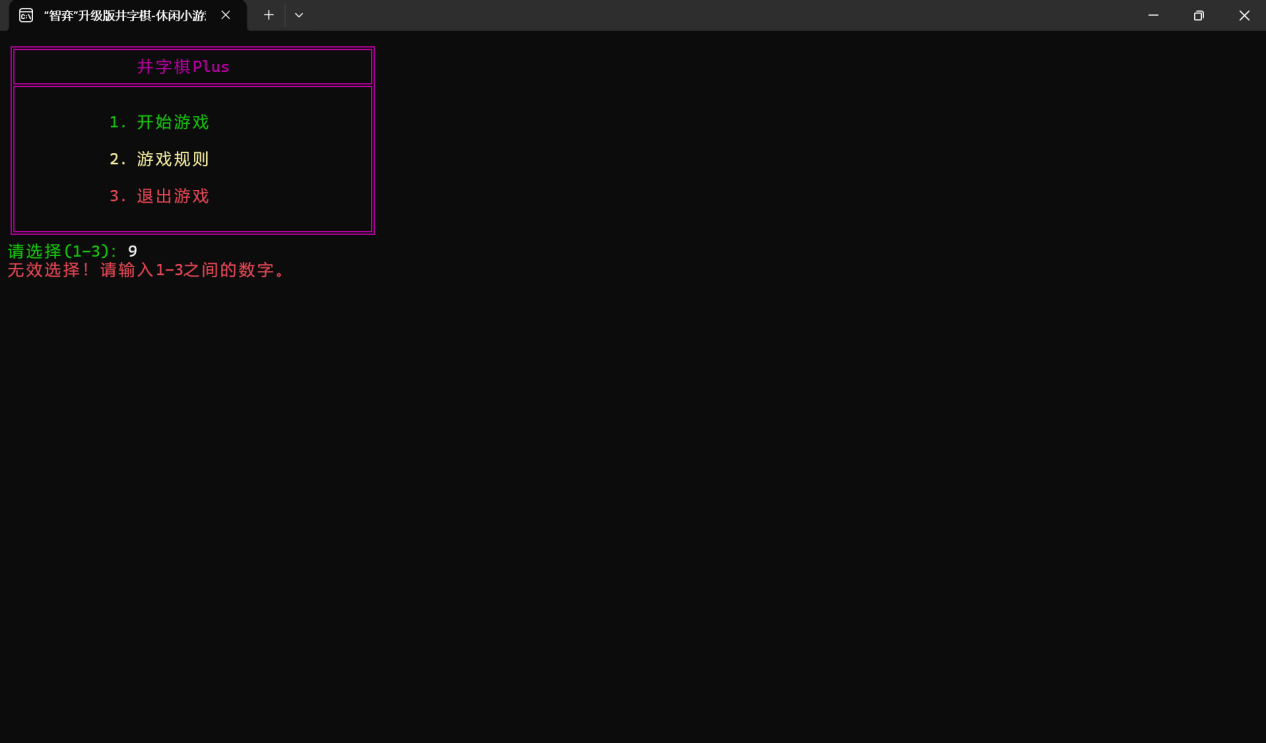 "智弈"升级版井字棋-休闲小游
井字棋Plus
1. 开始游戏
2. 游戏规则
3. 退出游戏
请选择(1-3): 9
无效选择! 请输入1-3之间的数字。